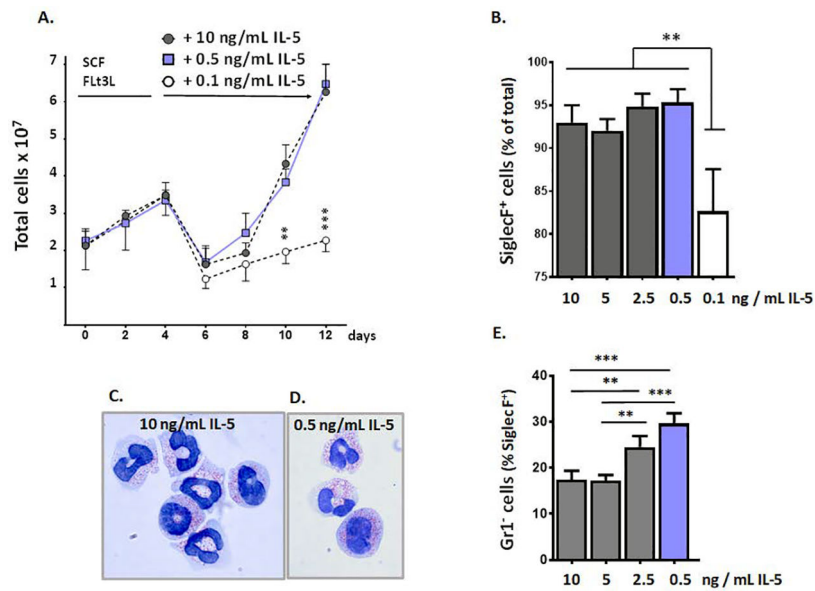 A.
+ 10 ng/mL IL-5
+ 0.5 ng/mL IL-5
+ 0.1 ng/mL IL-5
SCF
FLt3L
Total cells x 10⁷
7
6
5
4
3
2
1
**
***
0 2 4 6 8 10 12 days
B.
**
SiglecF⁺ cells (% of total)
100
95
90
85
80
75
10 5 2.5 0.5 0.1 ng / mL IL-5
C.
10 ng/mL IL-5
D.
0.5 ng/mL IL-5
E.
***
**
***
**
Gr1⁻ cells (% Siglec F⁺)
40
30
20
10
0
10 5 2.5 0.5 ng / mL IL-5